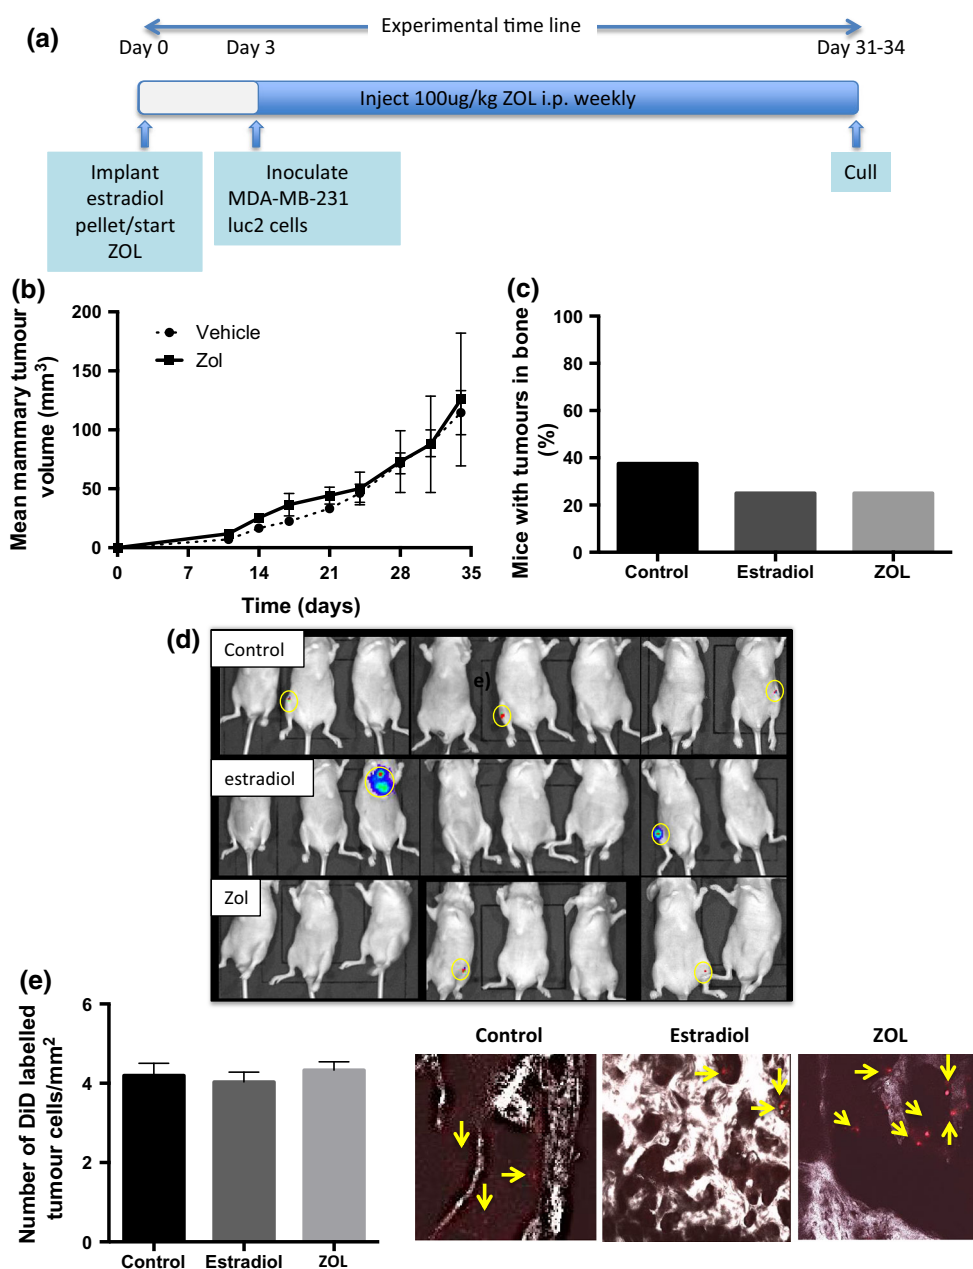 (a)
Experimental time line
Day 0
Day 3
Day 31-34
Inject 100ug/kg ZOL i.p. weekly
Implant
estradiol
pellet/start
ZOL
Inoculate
MDA-MB-231
luc2 cells
Cull
(b)
Mean mammary tumour
volume (mm3)
200
150
100
50
0
Vehicle
Zol
0 7 14 21 28 35
Time (days)
(c)
Mice with tumours in bone
(%)
100
80
60
40
20
0
Control Estradiol ZOL
(d)
Control
e)
estradiol
Zol
(e)
Number of DiD labelled
tumour cells/mm2
6
4
2
0
Control Estradiol ZOL
Control Estradiol ZOL